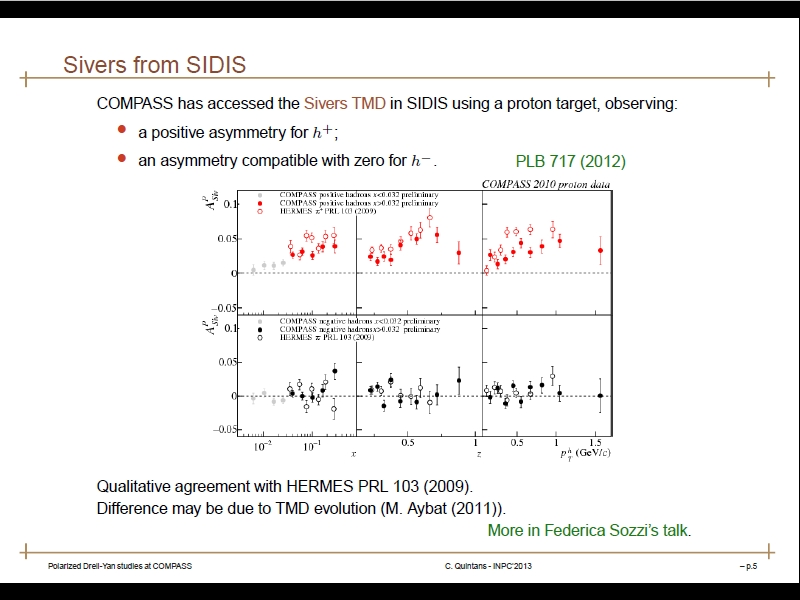 Sivers from SIDIS
COMPASS has accessed the Sivers TMD in SIDIS using a proton target, observing:
a positive asymmetry for h⁺;
an asymmetry compatible with zero for h⁻.
PLB 717 (2012)
COMPASS 2010 proton data
COMPASS positive hadrons x<0.032 preliminary
COMPASS positive hadrons x>0.032 preliminary
HERMES π⁺ PRL 103 (2009)
A^p_Siv
0.1
0.05
0
−0.05
COMPASS negative hadrons x<0.032 preliminary
COMPASS negative hadrons x>0.032 preliminary
HERMES π⁻ PRL 103 (2009)
A^p_Siv
0.1
0.05
0
−0.05
10⁻² 10⁻¹ 0.5 1 0.5 1 1.5
x z p^h_T (GeV/c)
Qualitative agreement with HERMES PRL 103 (2009).
Difference may be due to TMD evolution (M. Aybat (2011)).
More in Federica Sozzi's talk.
Polarized Drell-Yan studies at COMPASS C. Quintans - INPC'2013 – p.5